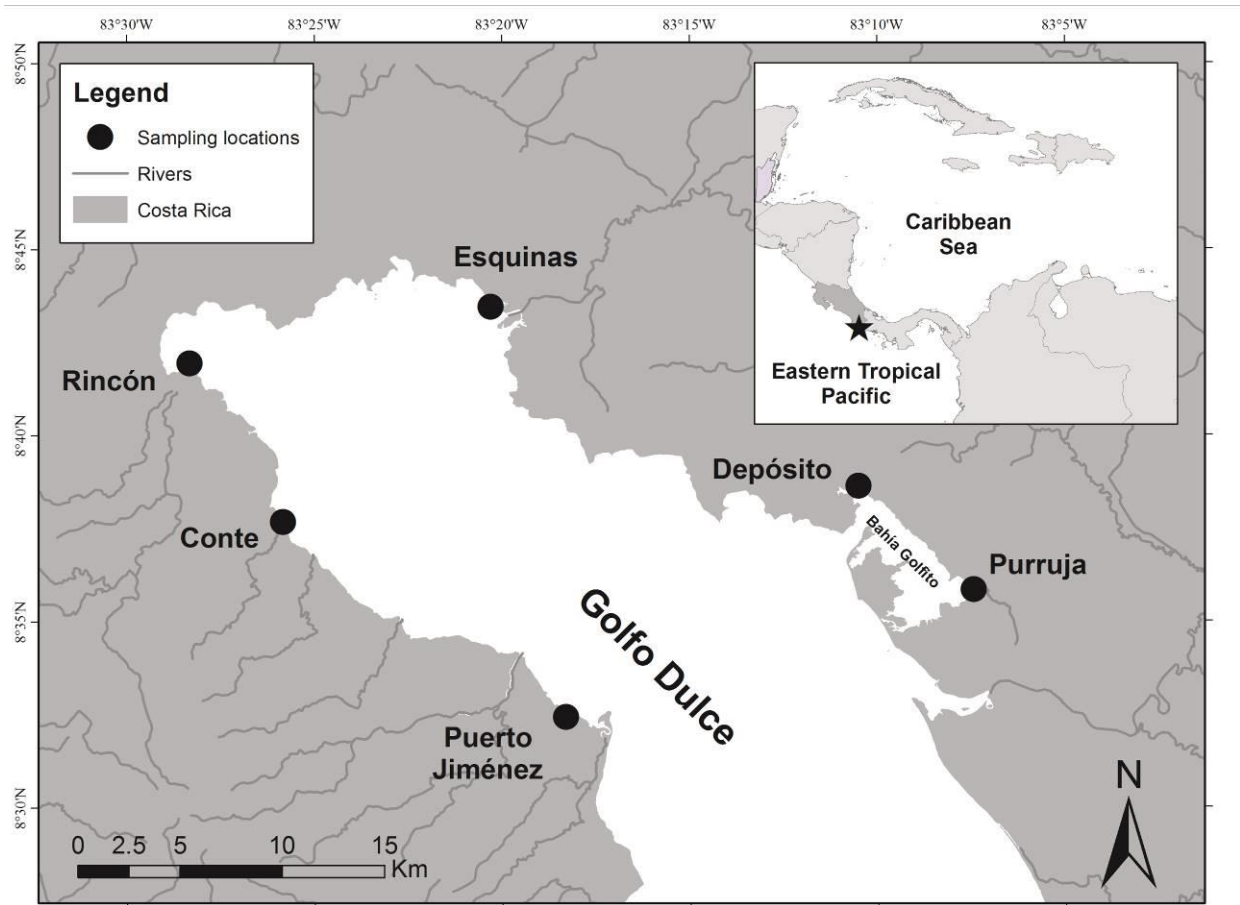 83°30'W 83°25'W 83°20'W 83°15'W 83°10'W 83°5'W
8°50'N
8°45'N
8°40'N
8°35'N
8°30'N
Legend
Sampling locations
Rivers
Costa Rica
Caribbean
Sea
Eastern Tropical
Pacific
Esquinas
Rincón
Conte
Depósito
Bahía Golfito
Purruja
Golfo Dulce
Puerto
Jiménez
N
0 2.5 5 10 15
Km